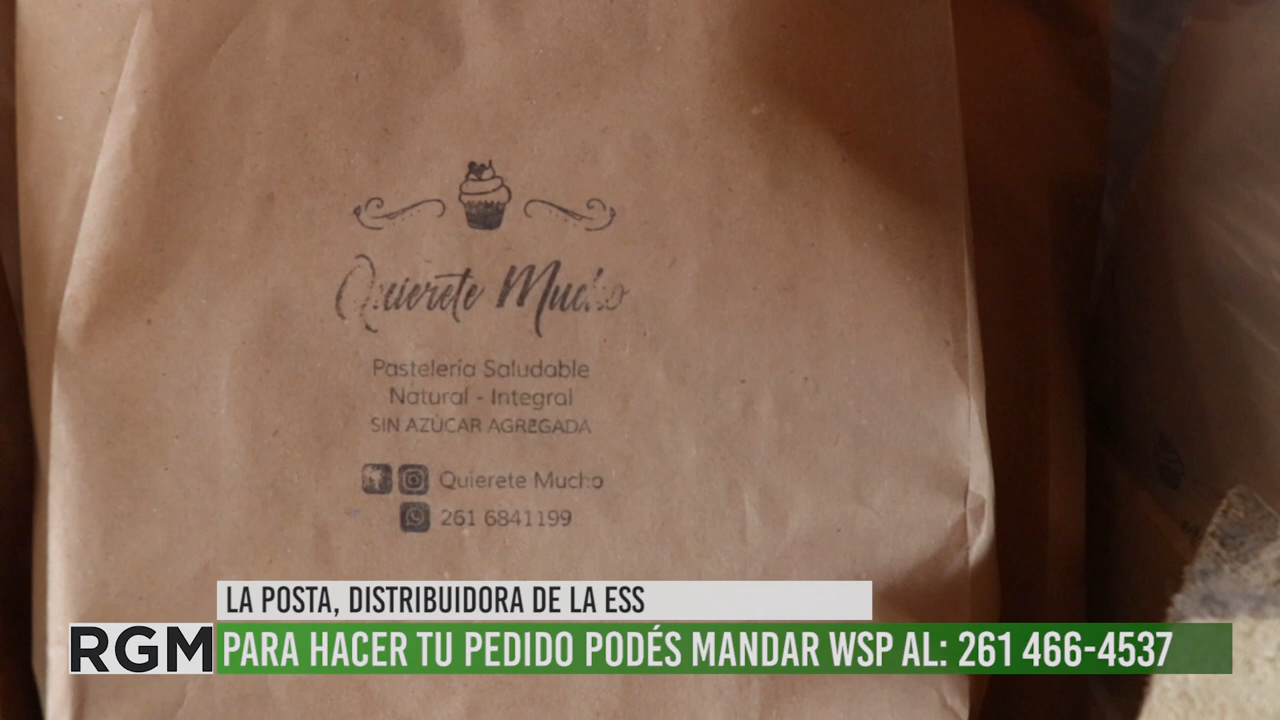 Quierete Mucho
Pastelería Saludable
Natural - Integral
SIN AZÚCAR AGREGADA
Quierete Mucho
261 6841199
LA POSTA, DISTRIBUIDORA DE LA ESS
RGM
PARA HACER TU PEDIDO PODÉS MANDAR WSP AL: 261 466-4537